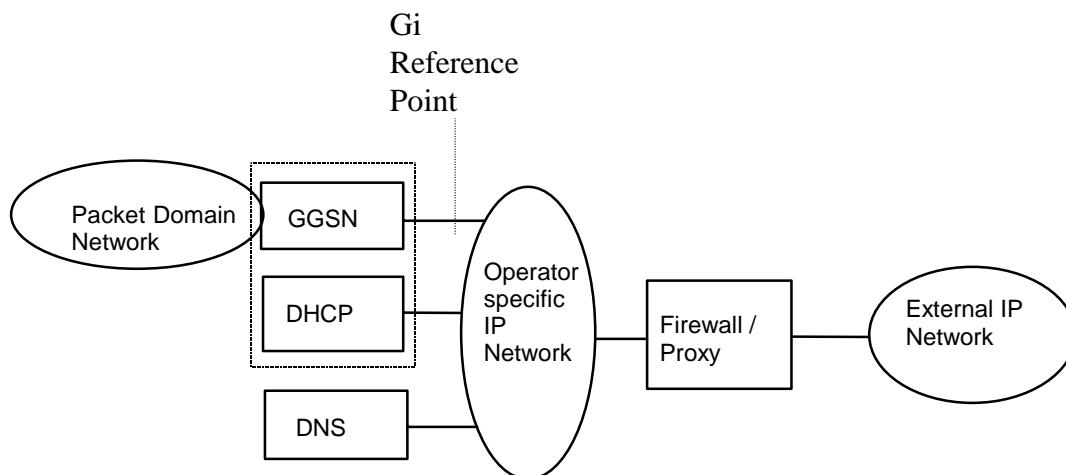 Gi
Reference
Point
Packet Domain
Network
GGSN
DHCP
DNS
Operator
specific
IP
Network
Firewall /
Proxy
External IP
Network